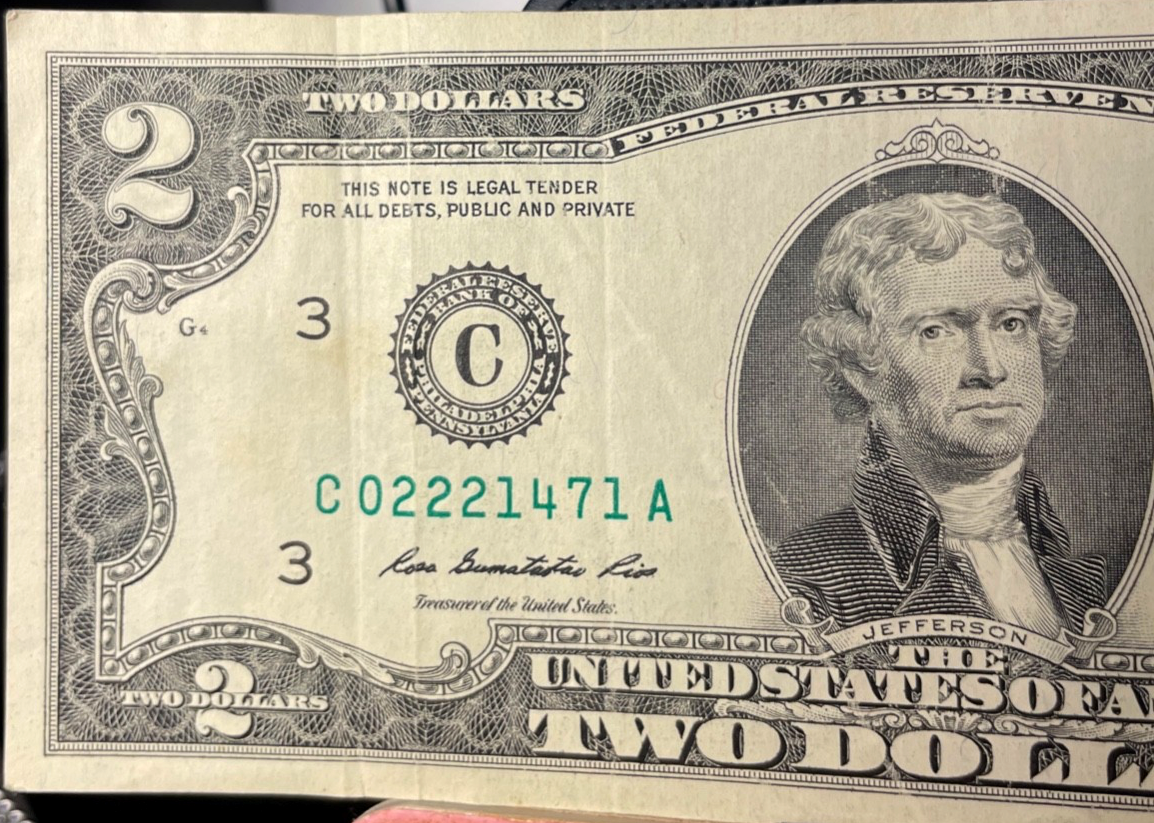 2
TWO DOLLARS
FEDERAL RESERVE N
THIS NOTE IS LEGAL TENDER
FOR ALL DEBTS, PUBLIC AND PRIVATE
G4
3
FEDERAL RESERVE
BANK OF
C
PHILADELPHIA
PENNSYLVANIA
C 02221471 A
3
Rosa Gumataotao Rios
Treasurer of the United States.
JEFFERSON
THE
UNITED STATES OF A
2
TWO DOLLARS
TWO DOLL